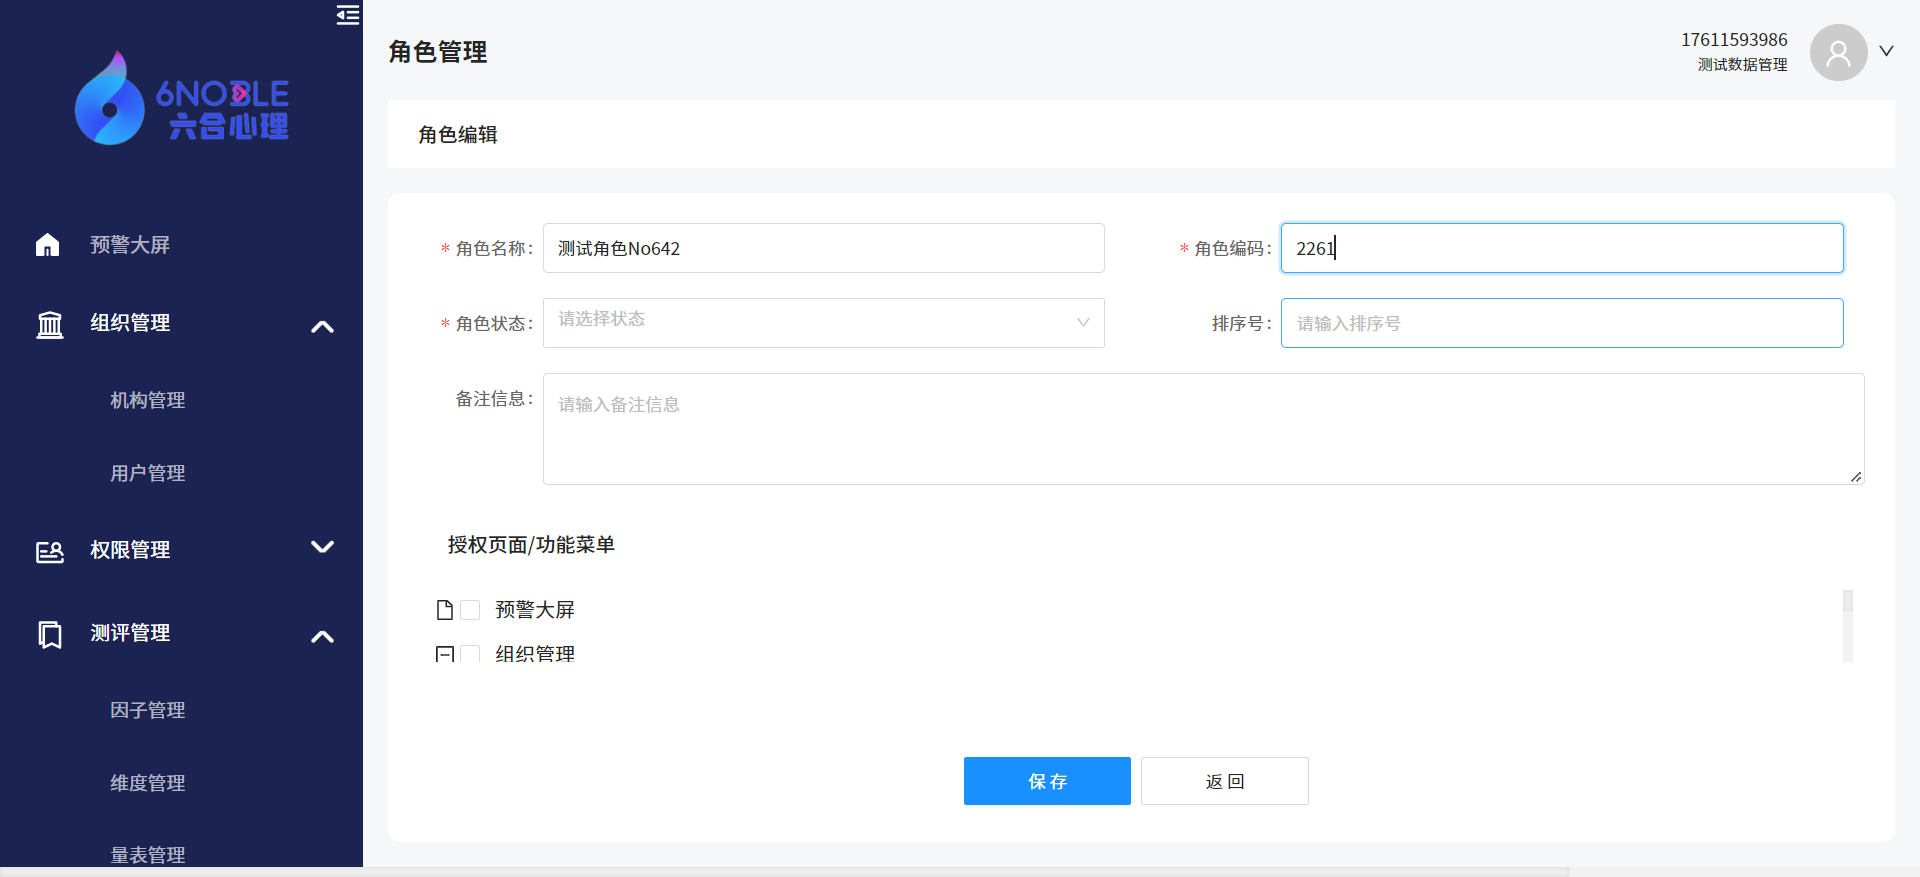 6NOBLE
六合心理
预警大屏
组织管理
机构管理
用户管理
权限管理
测评管理
因子管理
维度管理
量表管理
角色管理
17611593986
测试数据管理
角色编辑
* 角色名称: 测试角色No642
* 角色编码: 2261
* 角色状态: 请选择状态
排序号: 请输入排序号
备注信息: 请输入备注信息
授权页面/功能菜单
预警大屏
组织管理
保 存
返 回